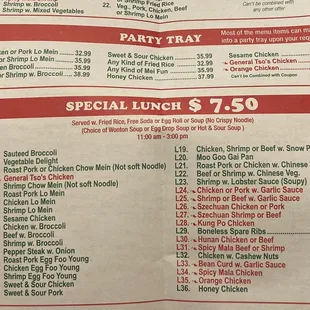 Shrimp w. Broccoli
Shrimp w. Mixed Vegetables
22. Veg., Pork, Chicken, Beef
or Shrimp Lo Mein
Can't be combined with
any other offer
PARTY TRAY
Most of the menu items can
into a party tray upon your
or Pork Lo Mein 32.99
or Shrimp Lo Mein 35.99
Broccoli 35.99
or Shrimp w. Broccoli 38.99
Sweet & Sour Chicken 35.99
Any Kind of Fried Rice 32.99
Any Kind of Mei Fun 35.99
Honey Chicken 37.99
Sesame Chicken
General Tso's Chicken
Orange Chicken
Can't be Combined with Coupon
SPECIAL LUNCH $ 7.50
Served w. Fried Rice, Free Soda or Egg Roll or Soup (No Crispy Noodle)
(Choice of Wonton Soup or Egg Drop Soup or Hot & Sour Soup)
11:00 am - 3:00 pm
Sauteed Broccoli
Vegetable Delight
Roast Pork or Chicken Chow Mein (Not soft Noodle)
General Tso's Chicken
Shrimp Chow Mein (Not soft Noodle)
Roast Pork Lo Mein
Chicken Lo Mein
Shrimp Lo Mein
Sesame Chicken
Chicken w. Broccoli
Beef w. Broccoli
Shrimp w. Broccoli
Pepper Steak w. Onion
Roast Pork Egg Foo Young
Chicken Egg Foo Young
Shrimp Egg Foo Young
Sweet & Sour Chicken
Sweet & Sour Pork
L19. Chicken, Shrimp or Beef w. Snow
L20. Moo Goo Gai Pan
L21. Roast Pork or Chicken w. Chinese
L22. Beef or Shrimp w. Chinese Veg.
L23. Shrimp w. Lobster Sauce (Soupy)
L24. Chicken or Pork w. Garlic Sauce
L25. Shrimp or Beef w. Garlic Sauce
L26. Szechuan Chicken or Pork
L27. Szechuan Shrimp or Beef
L28. Kung Po Chicken
L29. Boneless Spare Ribs
L30. Hunan Chicken or Beef
L31. Spicy Mala Beef or Shrimp
L32. Chicken w. Cashew Nuts
L33. Bean Curd w. Garlic Sauce
L34. Spicy Mala Chicken
L35. Orange Chicken
L36. Honey Chicken